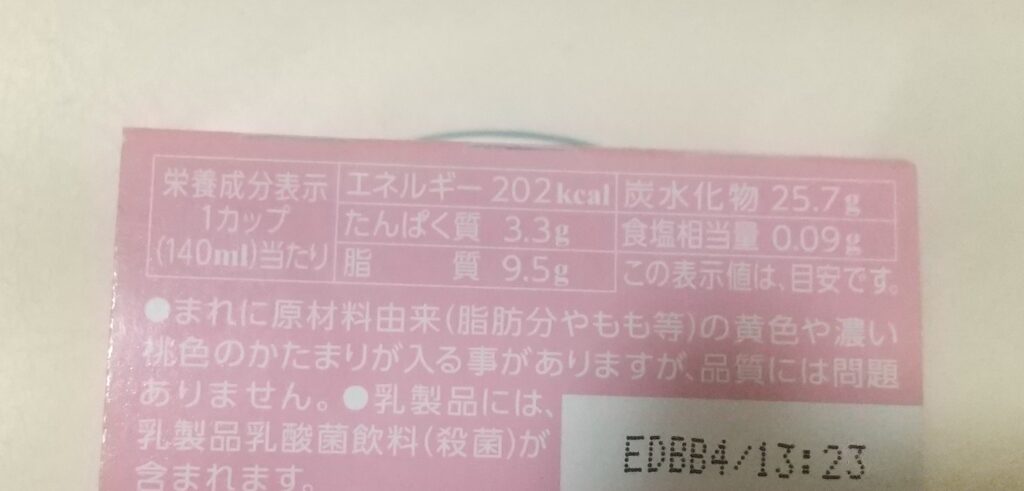 栄養成分表示
1カップ
(140ml)当たり
エネルギー 202kcal
たんぱく質 3.3g
脂 質 9.5g
炭水化物 25.7g
食塩相当量 0.09g
この表示値は、目安です。
●まれに原材料由来(脂肪分やもも等)の黄色や濃い
桃色のかたまりが入る事がありますが、品質には問題
ありません。●乳製品には、
乳製品乳酸菌飲料(殺菌)が
含まれます。
EDBB4/13:23